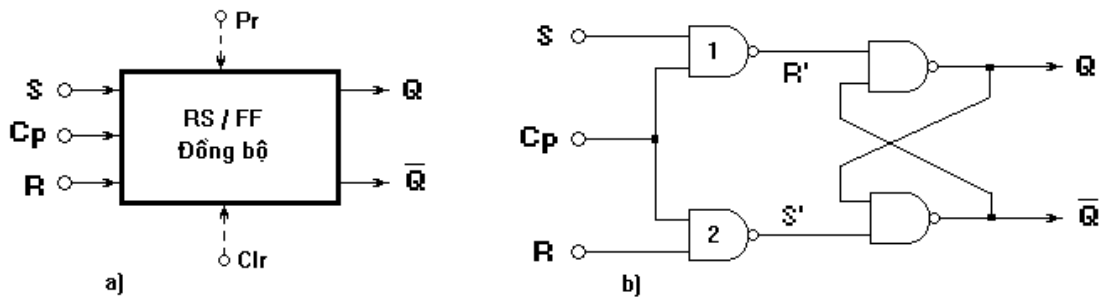 Pr
S
Cp
R
RS / FF
Đồng bộ
Q
Q̅
Clr
a)
S
Cp
R
1
2
R'
S'
Q
Q̅
b)